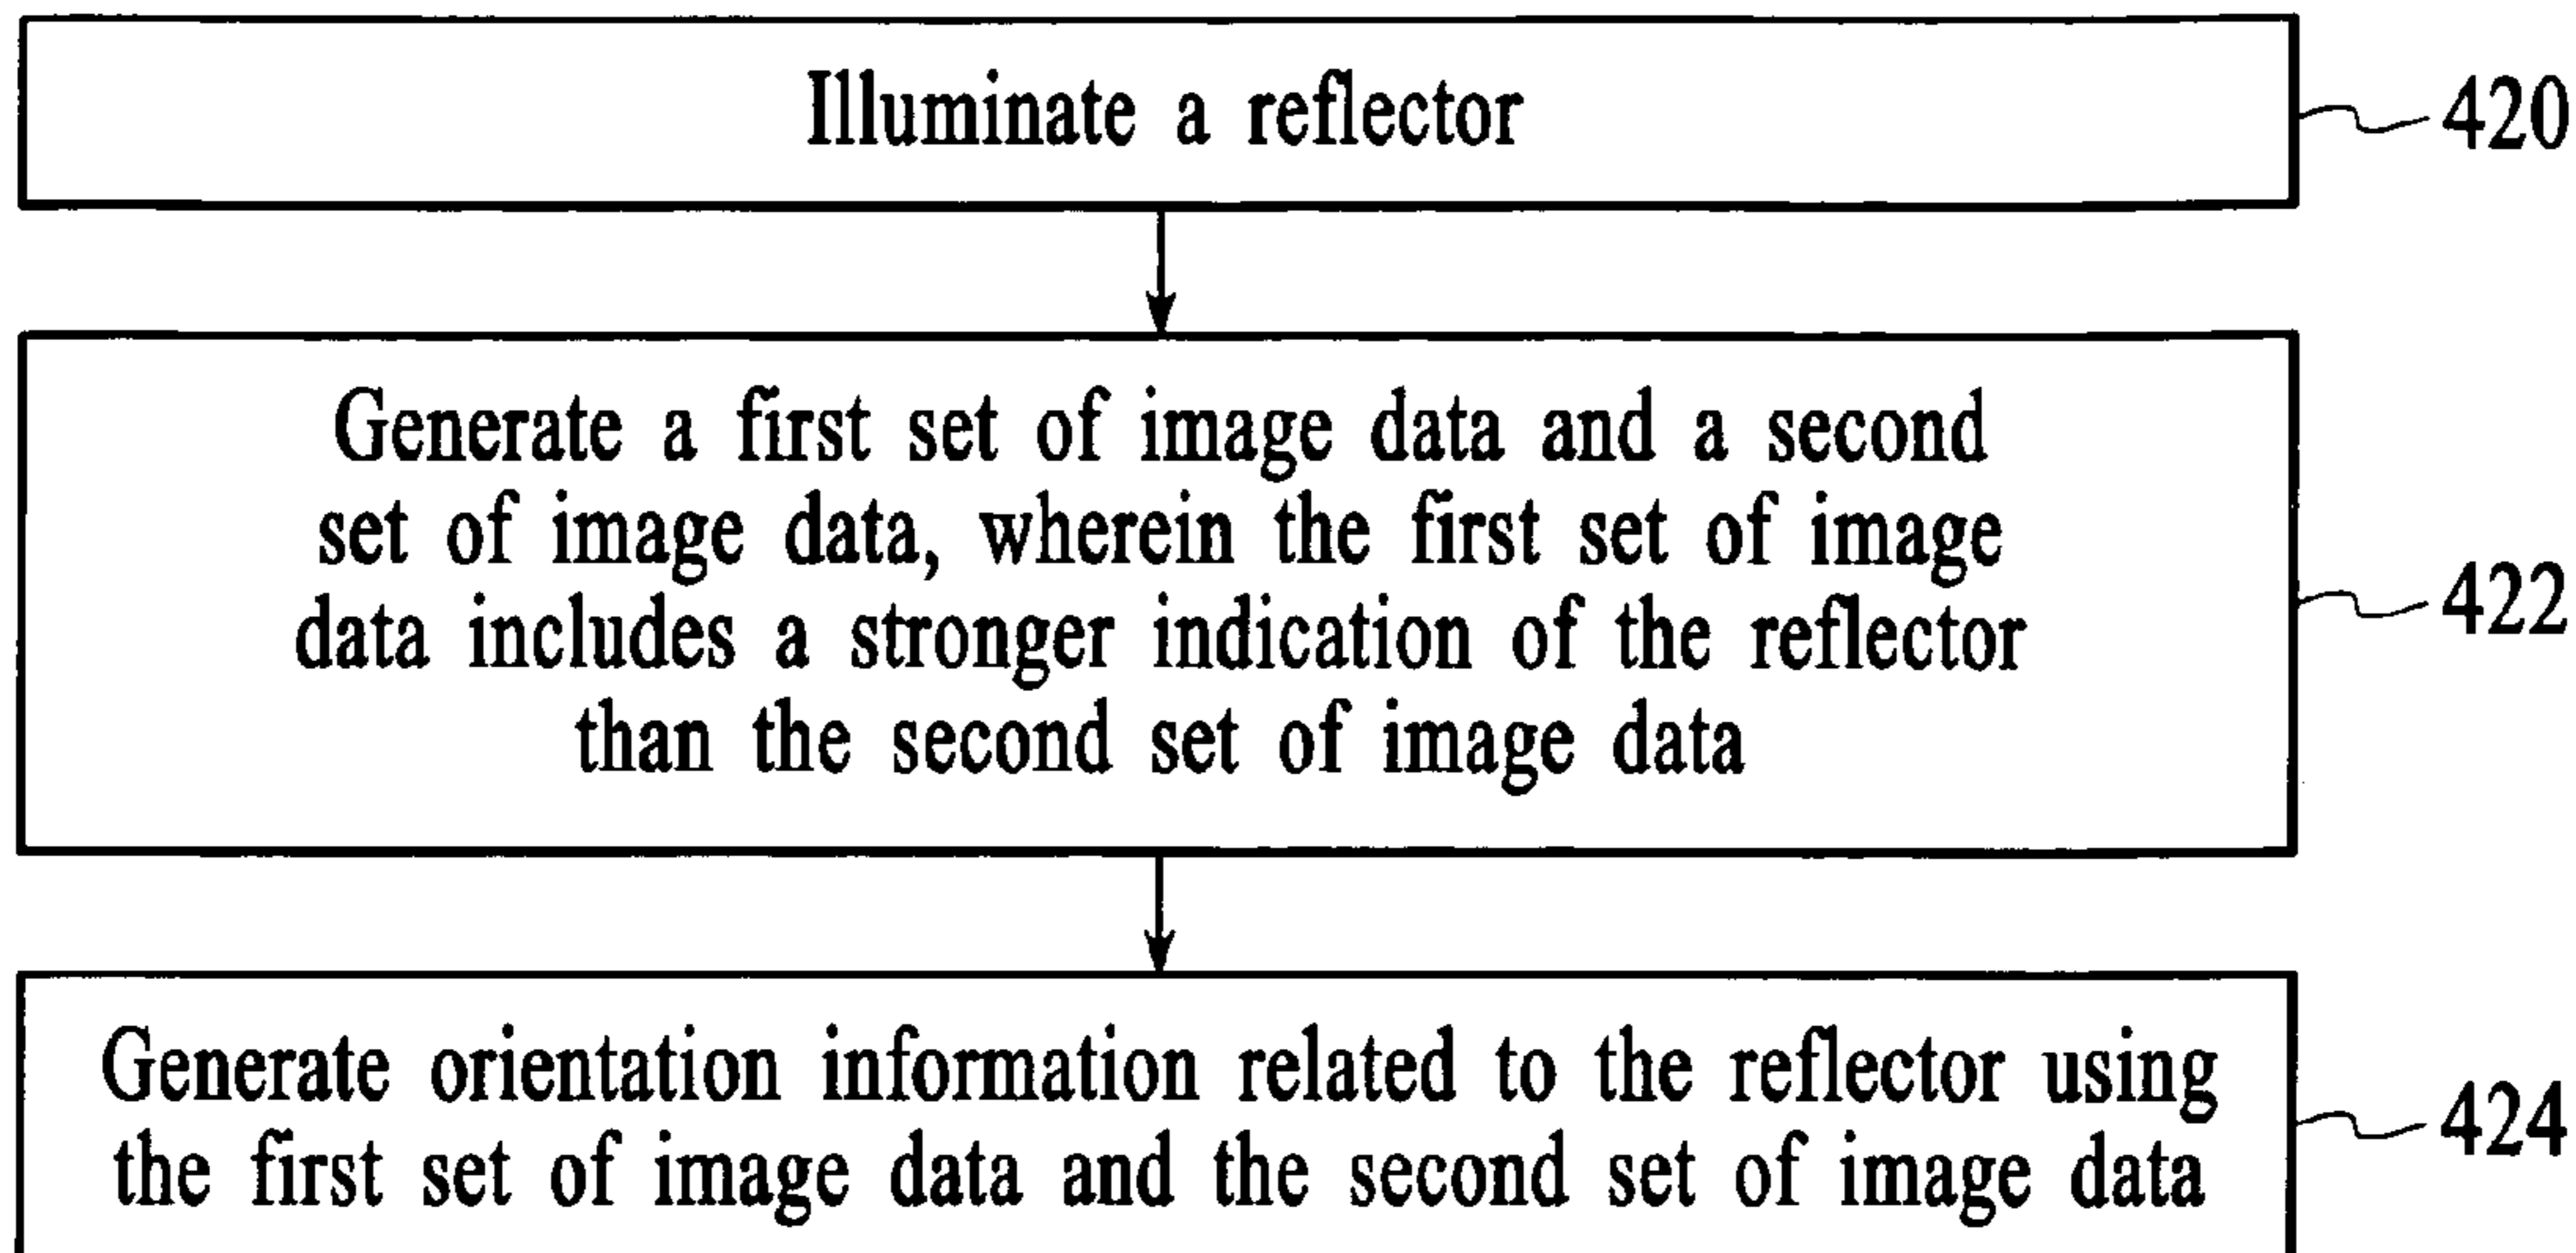 Illuminate a reflector
420
Generate a first set of image data and a second
set of image data, wherein the first set of image
data includes a stronger indication of the reflector
than the second set of image data
422
Generate orientation information related to the reflector using
the first set of image data and the second set of image data
424